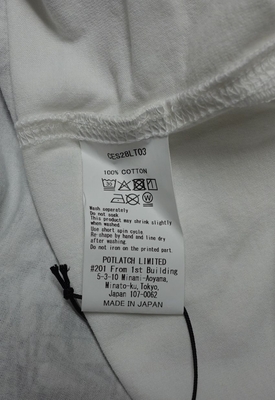 CES28LT03
100% COTTON
Wash separately
Do not soak
This product may shrink slightly
when washed.
Use short spin cycle
Re-shape by hand and line dry
after washing
Do not iron on the printed part.
POTLATCH LIMITED
#201 From 1st Building
5-3-10 Minami-Aoyama,
Minato-ku,Tokyo,
Japan 107-0062
MADE IN JAPAN